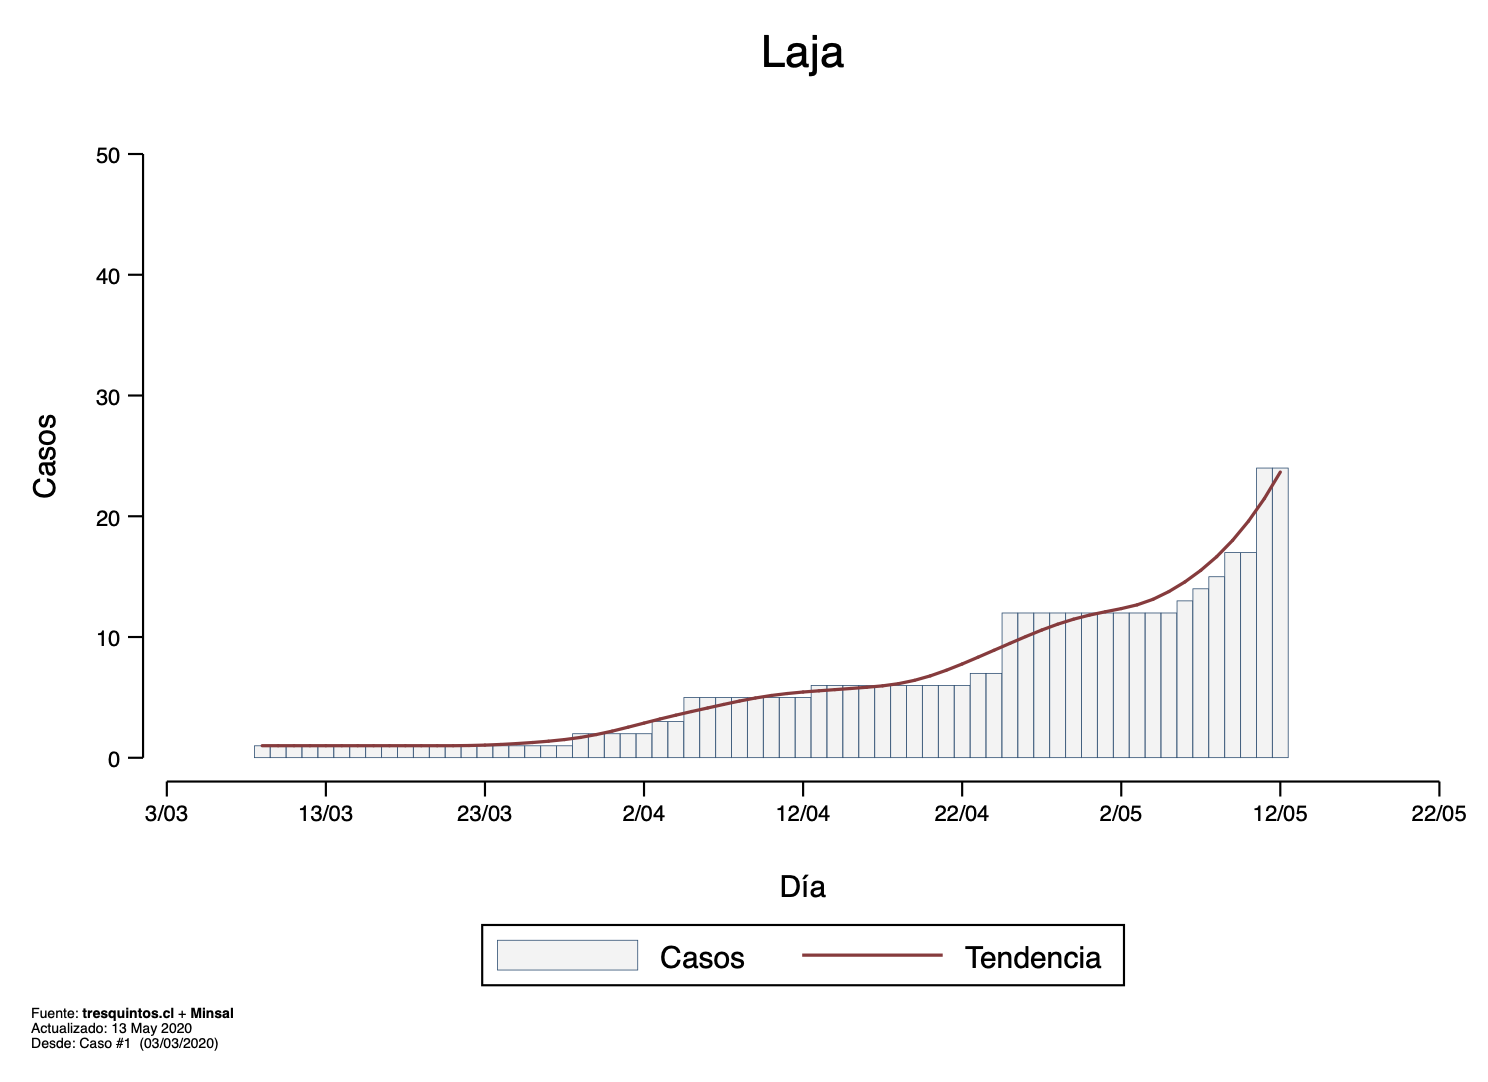 Laja
50
40
30
20
10
0
Casos
3/03 13/03 23/03 2/04 12/04 22/04 2/05 12/05 22/05
Día
Casos Tendencia
Fuente: tresquintos.cl + Minsal
Actualizado: 13 May 2020
Desde: Caso #1 (03/03/2020)